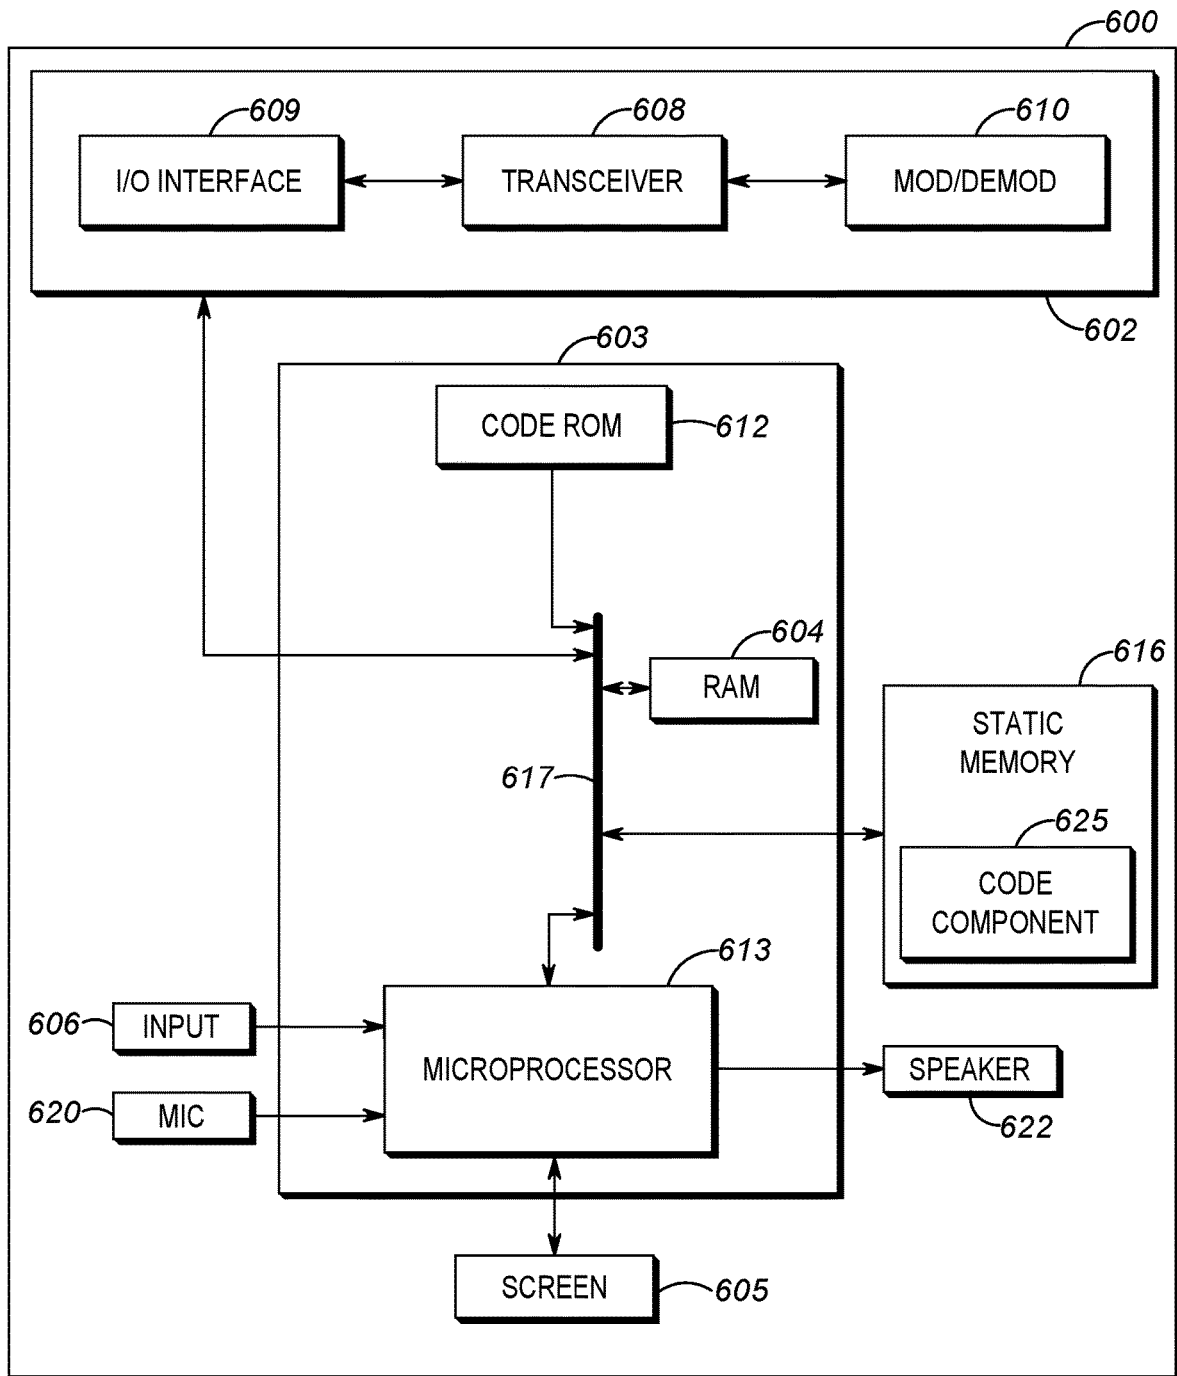 600
609
608
610
I/O INTERFACE
TRANSCEIVER
MOD/DEMOD
602
603
CODE ROM
612
604
RAM
616
STATIC
MEMORY
617
625
CODE
COMPONENT
613
606
INPUT
MICROPROCESSOR
SPEAKER
620
MIC
622
SCREEN
605